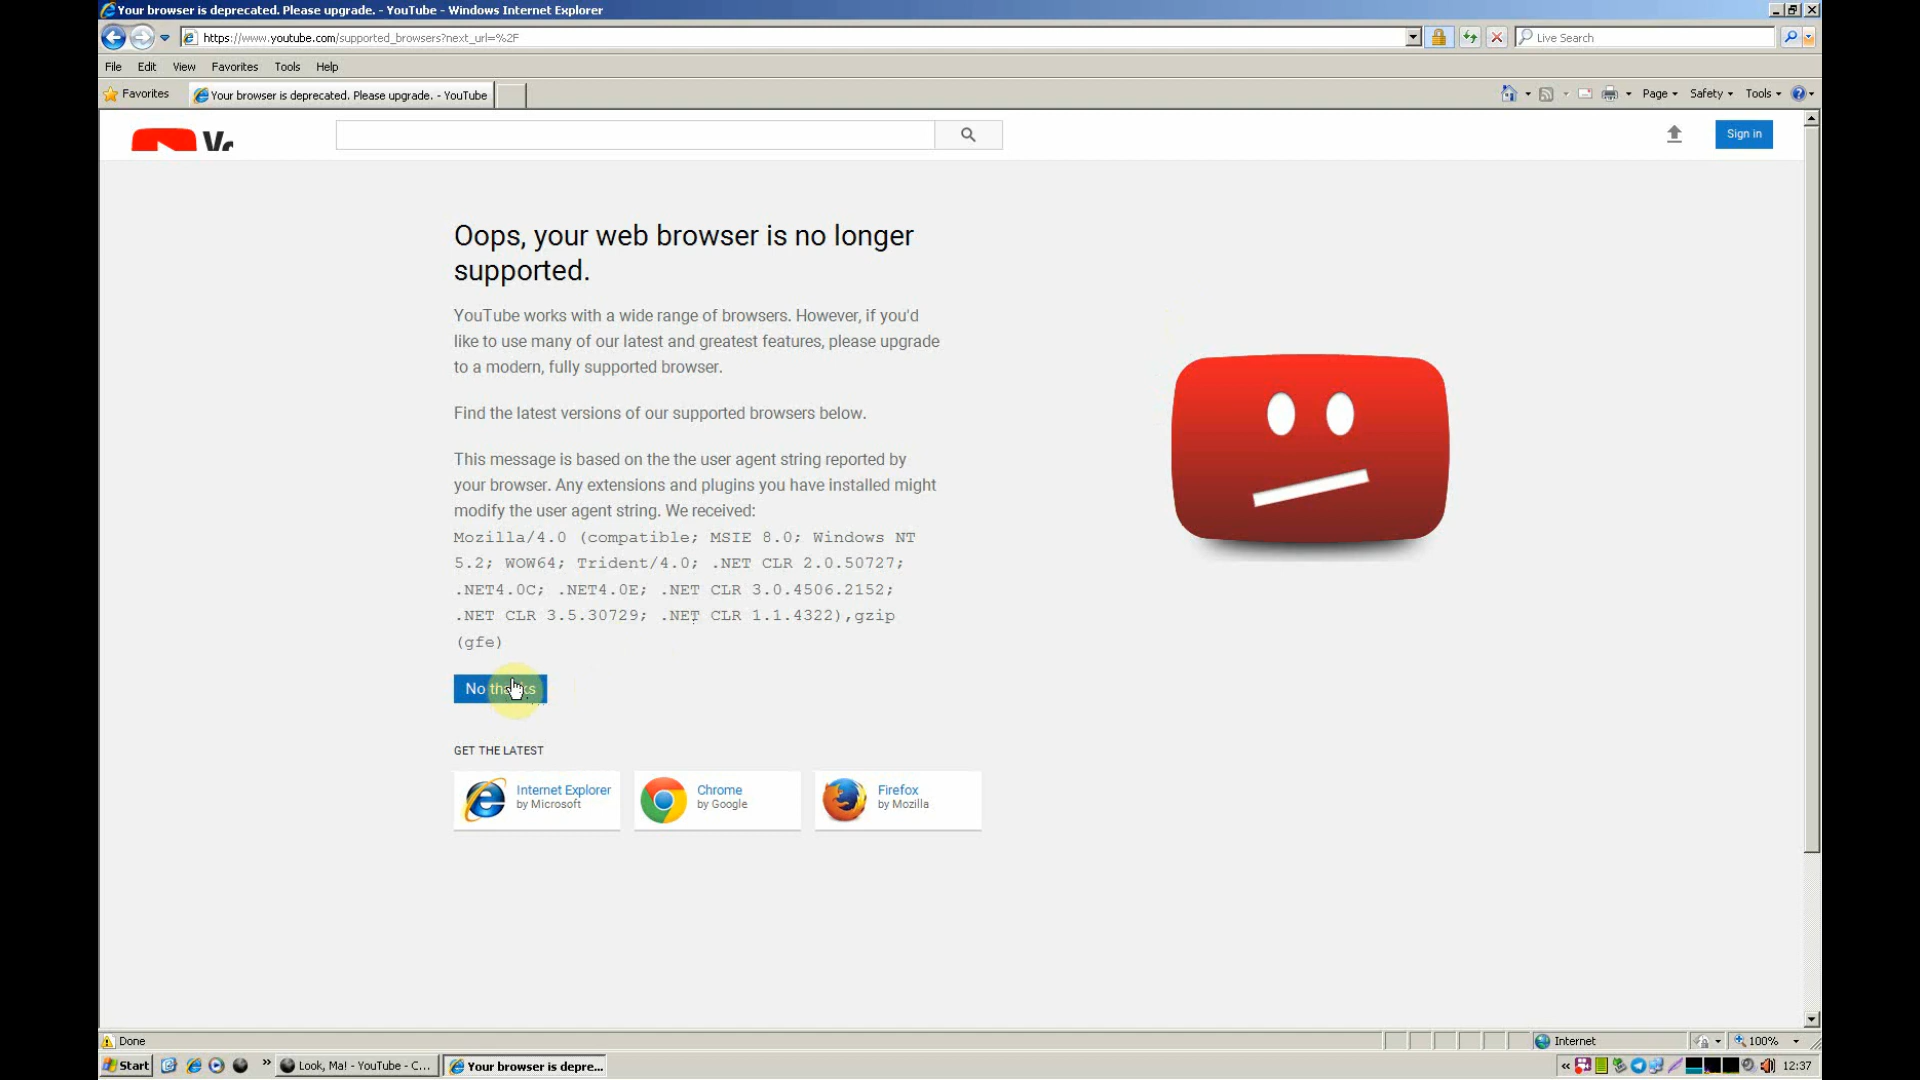 Your browser is deprecated. Please upgrade. - YouTube - Windows Internet Explorer
https://www.youtube.com/supported_browsers?next_url=%2F
Live Search
File Edit View Favorites Tools Help
Favorites
Your browser is deprecated. Please upgrade. - YouTube
Page Safety Tools
Sign in
Oops, your web browser is no longer
supported.
YouTube works with a wide range of browsers. However, if you'd
like to use many of our latest and greatest features, please upgrade
to a modern, fully supported browser.
Find the latest versions of our supported browsers below.
This message is based on the the user agent string reported by
your browser. Any extensions and plugins you have installed might
modify the user agent string. We received:
Mozilla/4.0 (compatible; MSIE 8.0; Windows NT
5.2; WOW64; Trident/4.0; .NET CLR 2.0.50727;
.NET4.0C; .NET4.0E; .NET CLR 3.0.4506.2152;
.NET CLR 3.5.30729; .NET CLR 1.1.4322),gzip
(gfe)
No thanks
GET THE LATEST
Internet Explorer
by Microsoft
Chrome
by Google
Firefox
by Mozilla
Done
Internet
100%
Start
Look, Ma! - YouTube - C...
Your browser is depre...
12:37